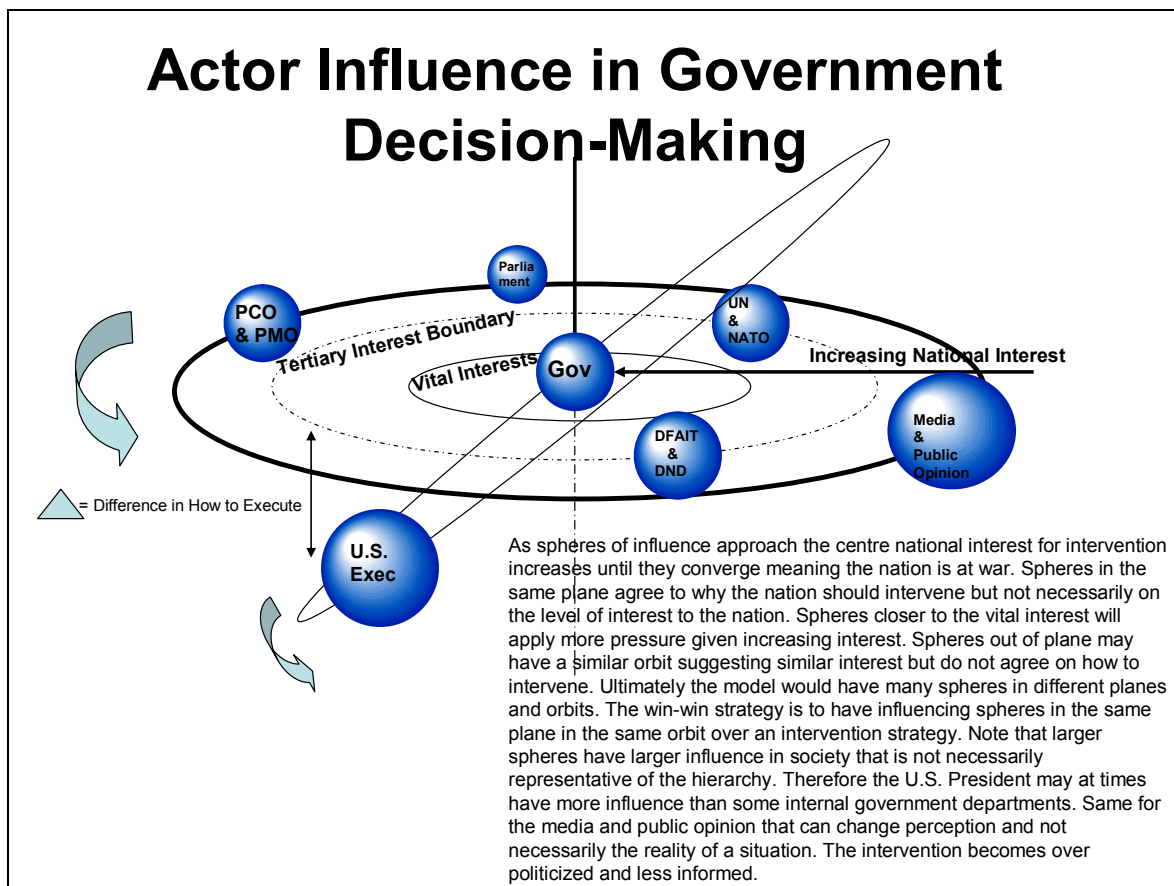 Actor Influence in Government
Decision-Making
Parlia
ment
PCO
& PMO
UN
&
NATO
Tertiary Interest Boundary
Vital Interests
Gov
Increasing National Interest
Media
&
Public
Opinion
DFAIT
&
DND
= Difference in How to Execute
U.S.
Exec
As spheres of influence approach the centre national interest for intervention
increases until they converge meaning the nation is at war. Spheres in the
same plane agree to why the nation should intervene but not necessarily on
the level of interest to the nation. Spheres closer to the vital interest will
apply more pressure given increasing interest. Spheres out of plane may
have a similar orbit suggesting similar interest but do not agree on how to
intervene. Ultimately the model would have many spheres in different planes
and orbits. The win-win strategy is to have influencing spheres in the same
plane in the same orbit over an intervention strategy. Note that larger
spheres have larger influence in society that is not necessarily
representative of the hierarchy. Therefore the U.S. President may at times
have more influence than some internal government departments. Same for
the media and public opinion that can change perception and not
necessarily the reality of a situation. The intervention becomes over
politicized and less informed.